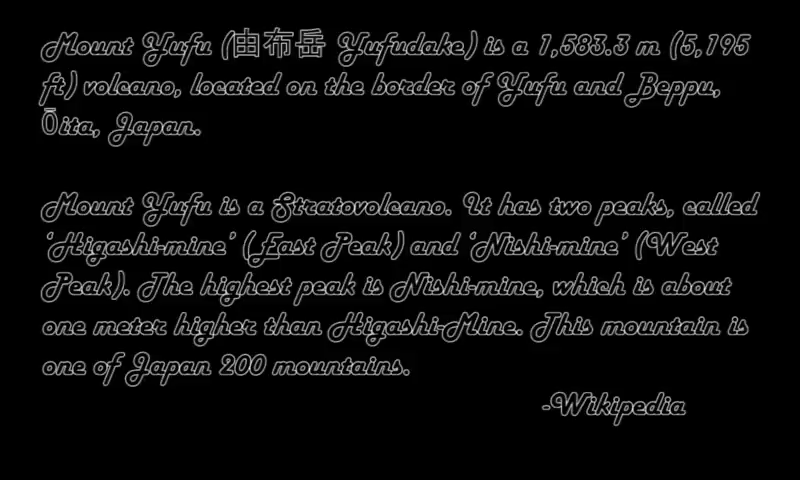 Mount Yufu (由布岳 Yufudake) is a 1,583.3 m (5,195
ft) volcano, located on the border of Yufu and Beppu,
Ōita, Japan.
Mount Yufu is a Stratovolcano. It has two peaks, called
‘Higashi-mine’ (East Peak) and ‘Nishi-mine’ (West
Peak). The highest peak is Nishi-mine, which is about
one meter higher than Higashi-Mine. This mountain is
one of Japan 200 mountains.
-Wikipedia